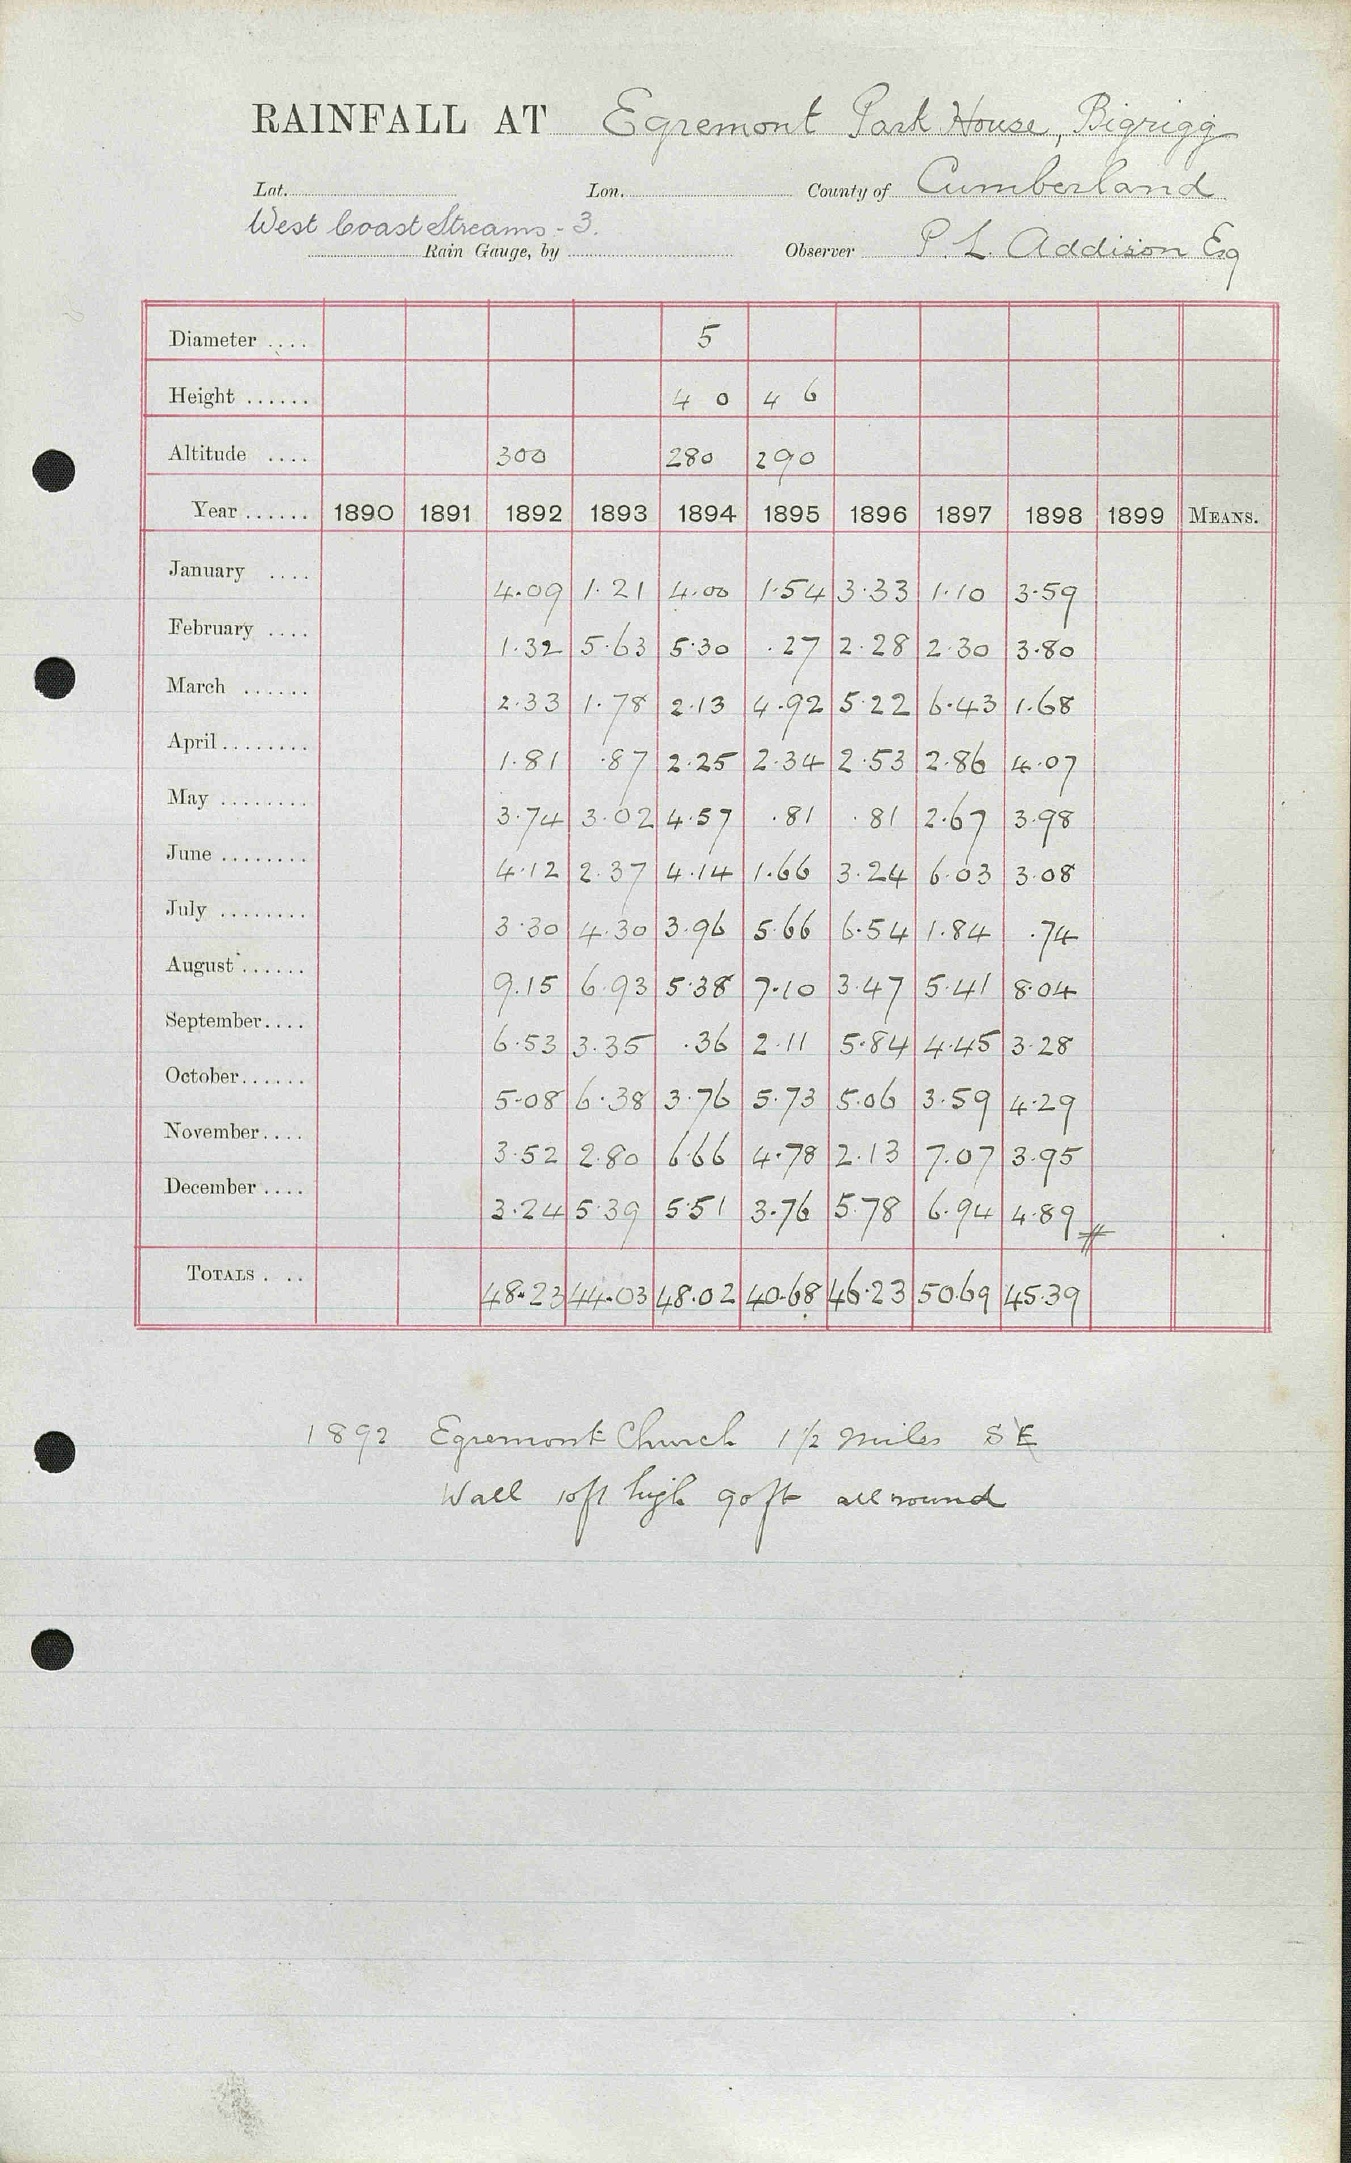 RAINFALL AT Egremont Park House, Bigrigg
Lat. Lon. County of Cumberland
West Coast Streams - 3.
Rain Gauge, by Observer P. L. Addison Esq
Diameter .... 5
Height ...... 4 0 4 6
Altitude .... 300 280 290
Year ...... 1890 1891 1892 1893 1894 1895 1896 1897 1898 1899 MEANS.
January .... 4.09 1.21 4.00 1.54 3.33 1.10 3.59
February .... 1.32 5.63 5.30 .27 2.28 2.30 3.80
March ...... 2.33 1.78 2.13 4.92 5.22 6.43 1.68
April ........ 1.81 .87 2.25 2.34 2.53 2.86 4.07
May ........ 3.74 3.02 4.57 .81 .81 2.67 3.98
June ........ 4.12 2.37 4.14 1.66 3.24 6.03 3.08
July ........ 3.30 4.30 3.96 5.66 6.54 1.84 .74
August ...... 9.15 6.93 5.38 7.10 3.47 5.41 8.04
September.... 6.53 3.35 .36 2.11 5.84 4.45 3.28
October...... 5.08 6.38 3.76 5.73 5.06 3.59 4.29
November.... 3.52 2.80 6.66 4.78 2.13 7.07 3.95
December .... 3.24 5.39 5.51 3.76 5.78 6.94 4.89 #
TOTALS . .. 48.23 44.03 48.02 40.68 46.23 50.69 45.39
1892 Egremont Church 1 1/2 miles SE
Wall 10ft high 90ft all round